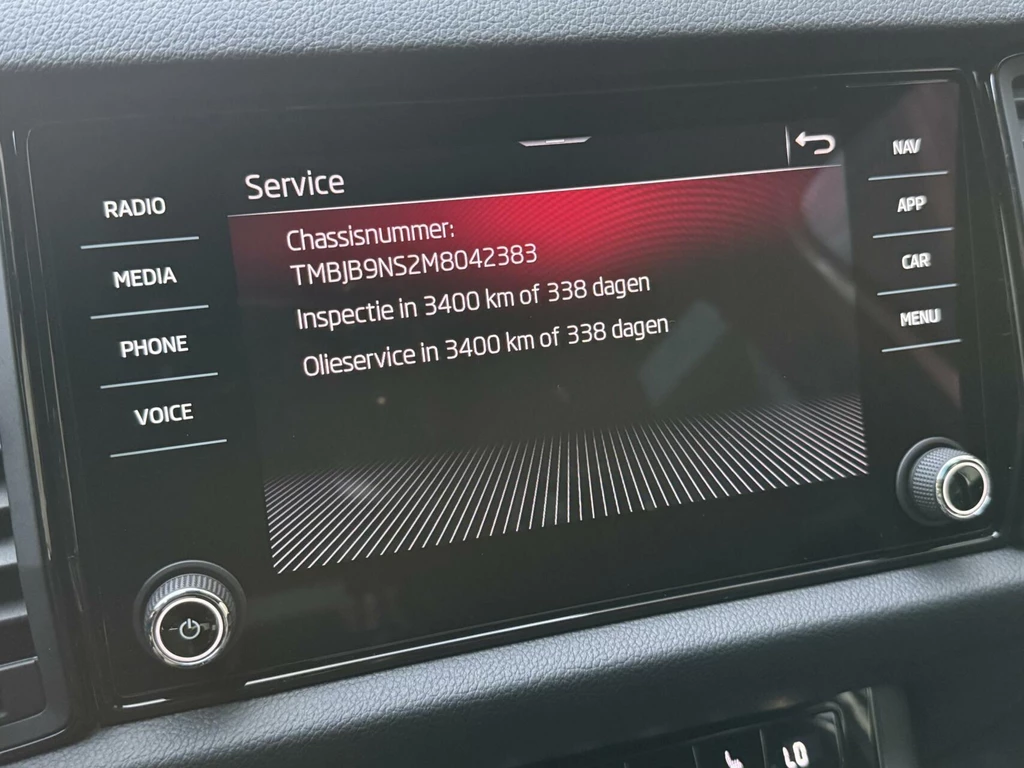 Service
RADIO
MEDIA
PHONE
VOICE
Chassisnummer:
TMBJB9NS2M8042383
Inspectie in 3400 km of 338 dagen
Olieservice in 3400 km of 338 dagen
NAV
APP
CAR
MENU
LO